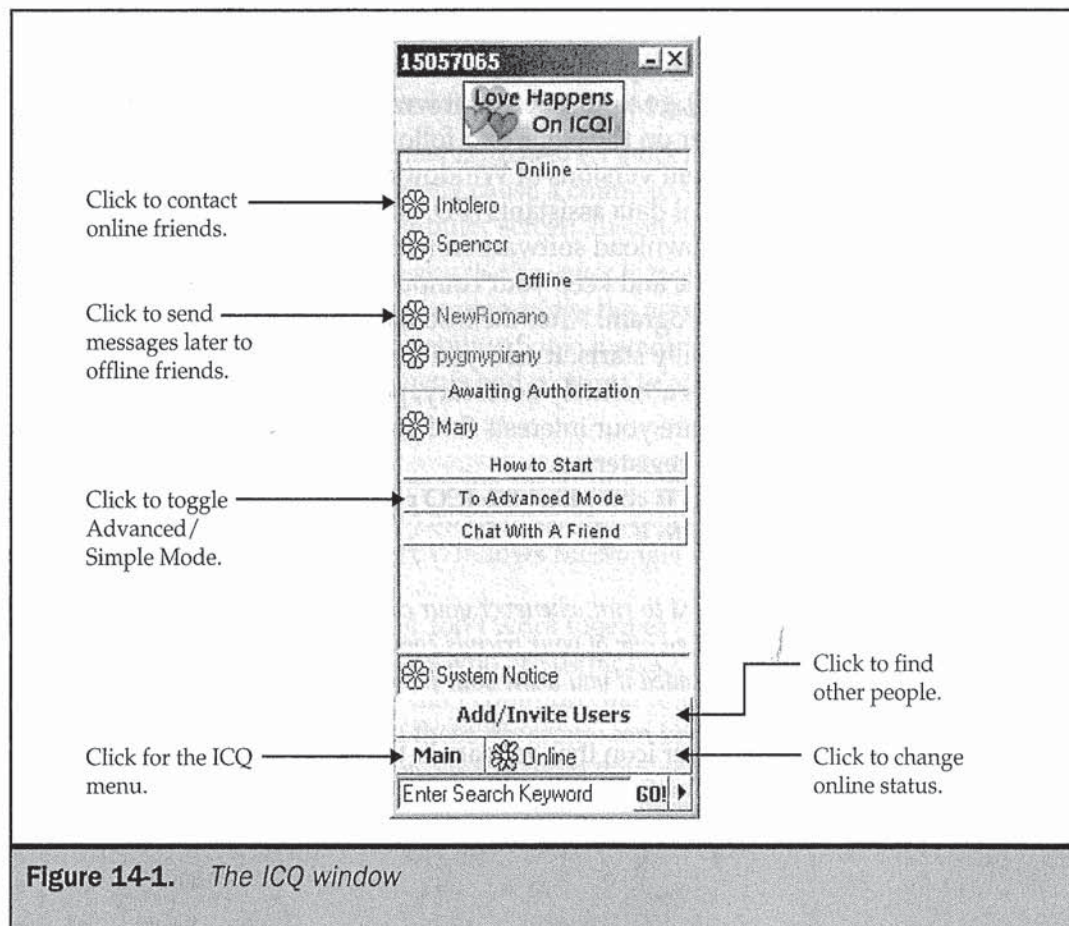 15057065
Love Happens
On ICQ!
Online
Click to contact
online friends.
Intolero
Spenccr
Offline
Click to send
messages later to
offline friends.
NewRomano
pygmypirany
Awaiting Authorization
Mary
How to Start
Click to toggle
Advanced/
Simple Mode.
To Advanced Mode
Chat With A Friend
System Notice
Click to find
other people.
Add/Invite Users
Click for the ICQ
menu.
Main
Online
Click to change
online status.
Enter Search Keyword
GO!
Figure 14-1. The ICQ window